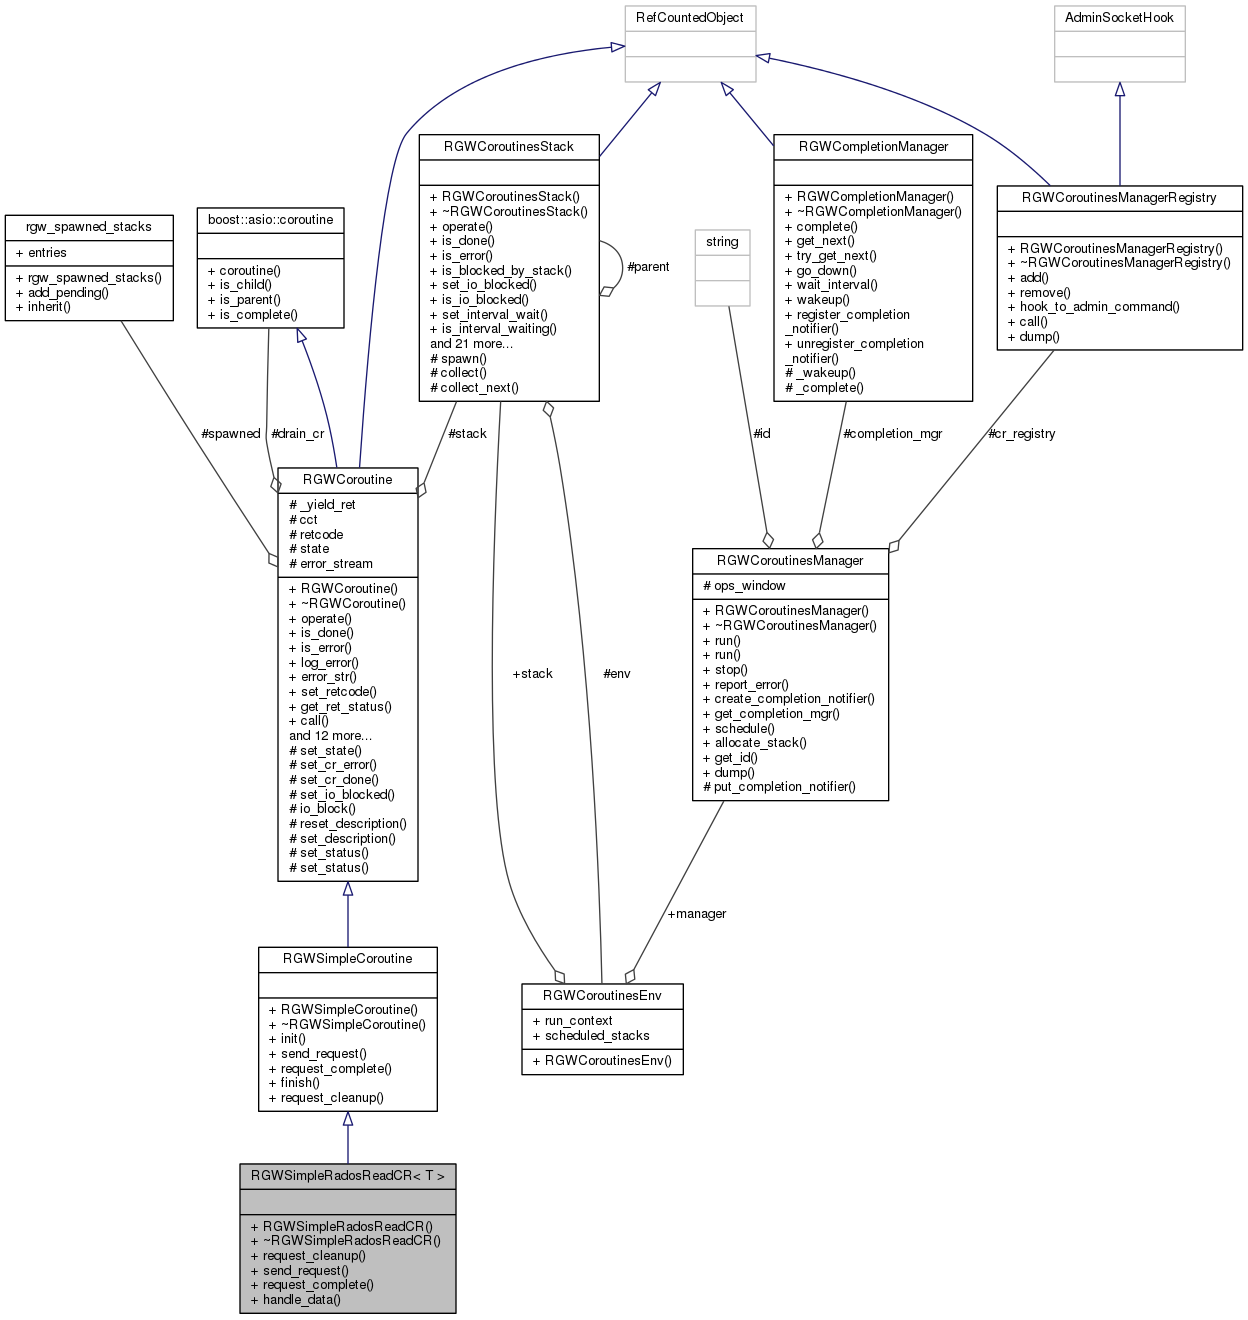 RefCountedObject
AdminSocketHook
RGWCoroutinesStack
+ RGWCoroutinesStack()
+ ~RGWCoroutinesStack()
+ operate()
+ is_done()
+ is_error()
+ is_blocked_by_stack()
+ set_io_blocked()
+ is_io_blocked()
+ set_interval_wait()
+ is_interval_waiting()
and 21 more...
# spawn()
# collect()
# collect_next()
#parent
RGWCompletionManager
+ RGWCompletionManager()
+ ~RGWCompletionManager()
+ complete()
+ get_next()
+ try_get_next()
+ go_down()
+ wait_interval()
+ wakeup()
+ register_completion
_notifier()
+ unregister_completion
_notifier()
# _wakeup()
# _complete()
RGWCoroutinesManagerRegistry
+ RGWCoroutinesManagerRegistry()
+ ~RGWCoroutinesManagerRegistry()
+ add()
+ remove()
+ hook_to_admin_command()
+ call()
+ dump()
rgw_spawned_stacks
+ entries
+ rgw_spawned_stacks()
+ add_pending()
+ inherit()
boost::asio::coroutine
+ coroutine()
+ is_child()
+ is_parent()
+ is_complete()
string
#spawned
#drain_cr
#stack
#id
#completion_mgr
#cr_registry
RGWCoroutine
# _yield_ret
# cct
# retcode
# state
# error_stream
+ RGWCoroutine()
+ ~RGWCoroutine()
+ operate()
+ is_done()
+ is_error()
+ log_error()
+ error_str()
+ set_retcode()
+ get_ret_status()
+ call()
and 12 more...
# set_state()
# set_cr_error()
# set_cr_done()
# set_io_blocked()
# io_block()
# reset_description()
# set_description()
# set_status()
# set_status()
RGWCoroutinesManager
# ops_window
+ RGWCoroutinesManager()
+ ~RGWCoroutinesManager()
+ run()
+ run()
+ stop()
+ report_error()
+ create_completion_notifier()
+ get_completion_mgr()
+ schedule()
+ allocate_stack()
+ get_id()
+ dump()
# put_completion_notifier()
+stack
#env
+manager
RGWSimpleCoroutine
+ RGWSimpleCoroutine()
+ ~RGWSimpleCoroutine()
+ init()
+ send_request()
+ request_complete()
+ finish()
+ request_cleanup()
RGWCoroutinesEnv
+ run_context
+ scheduled_stacks
+ RGWCoroutinesEnv()
RGWSimpleRadosReadCR< T >
+ RGWSimpleRadosReadCR()
+ ~RGWSimpleRadosReadCR()
+ request_cleanup()
+ send_request()
+ request_complete()
+ handle_data()